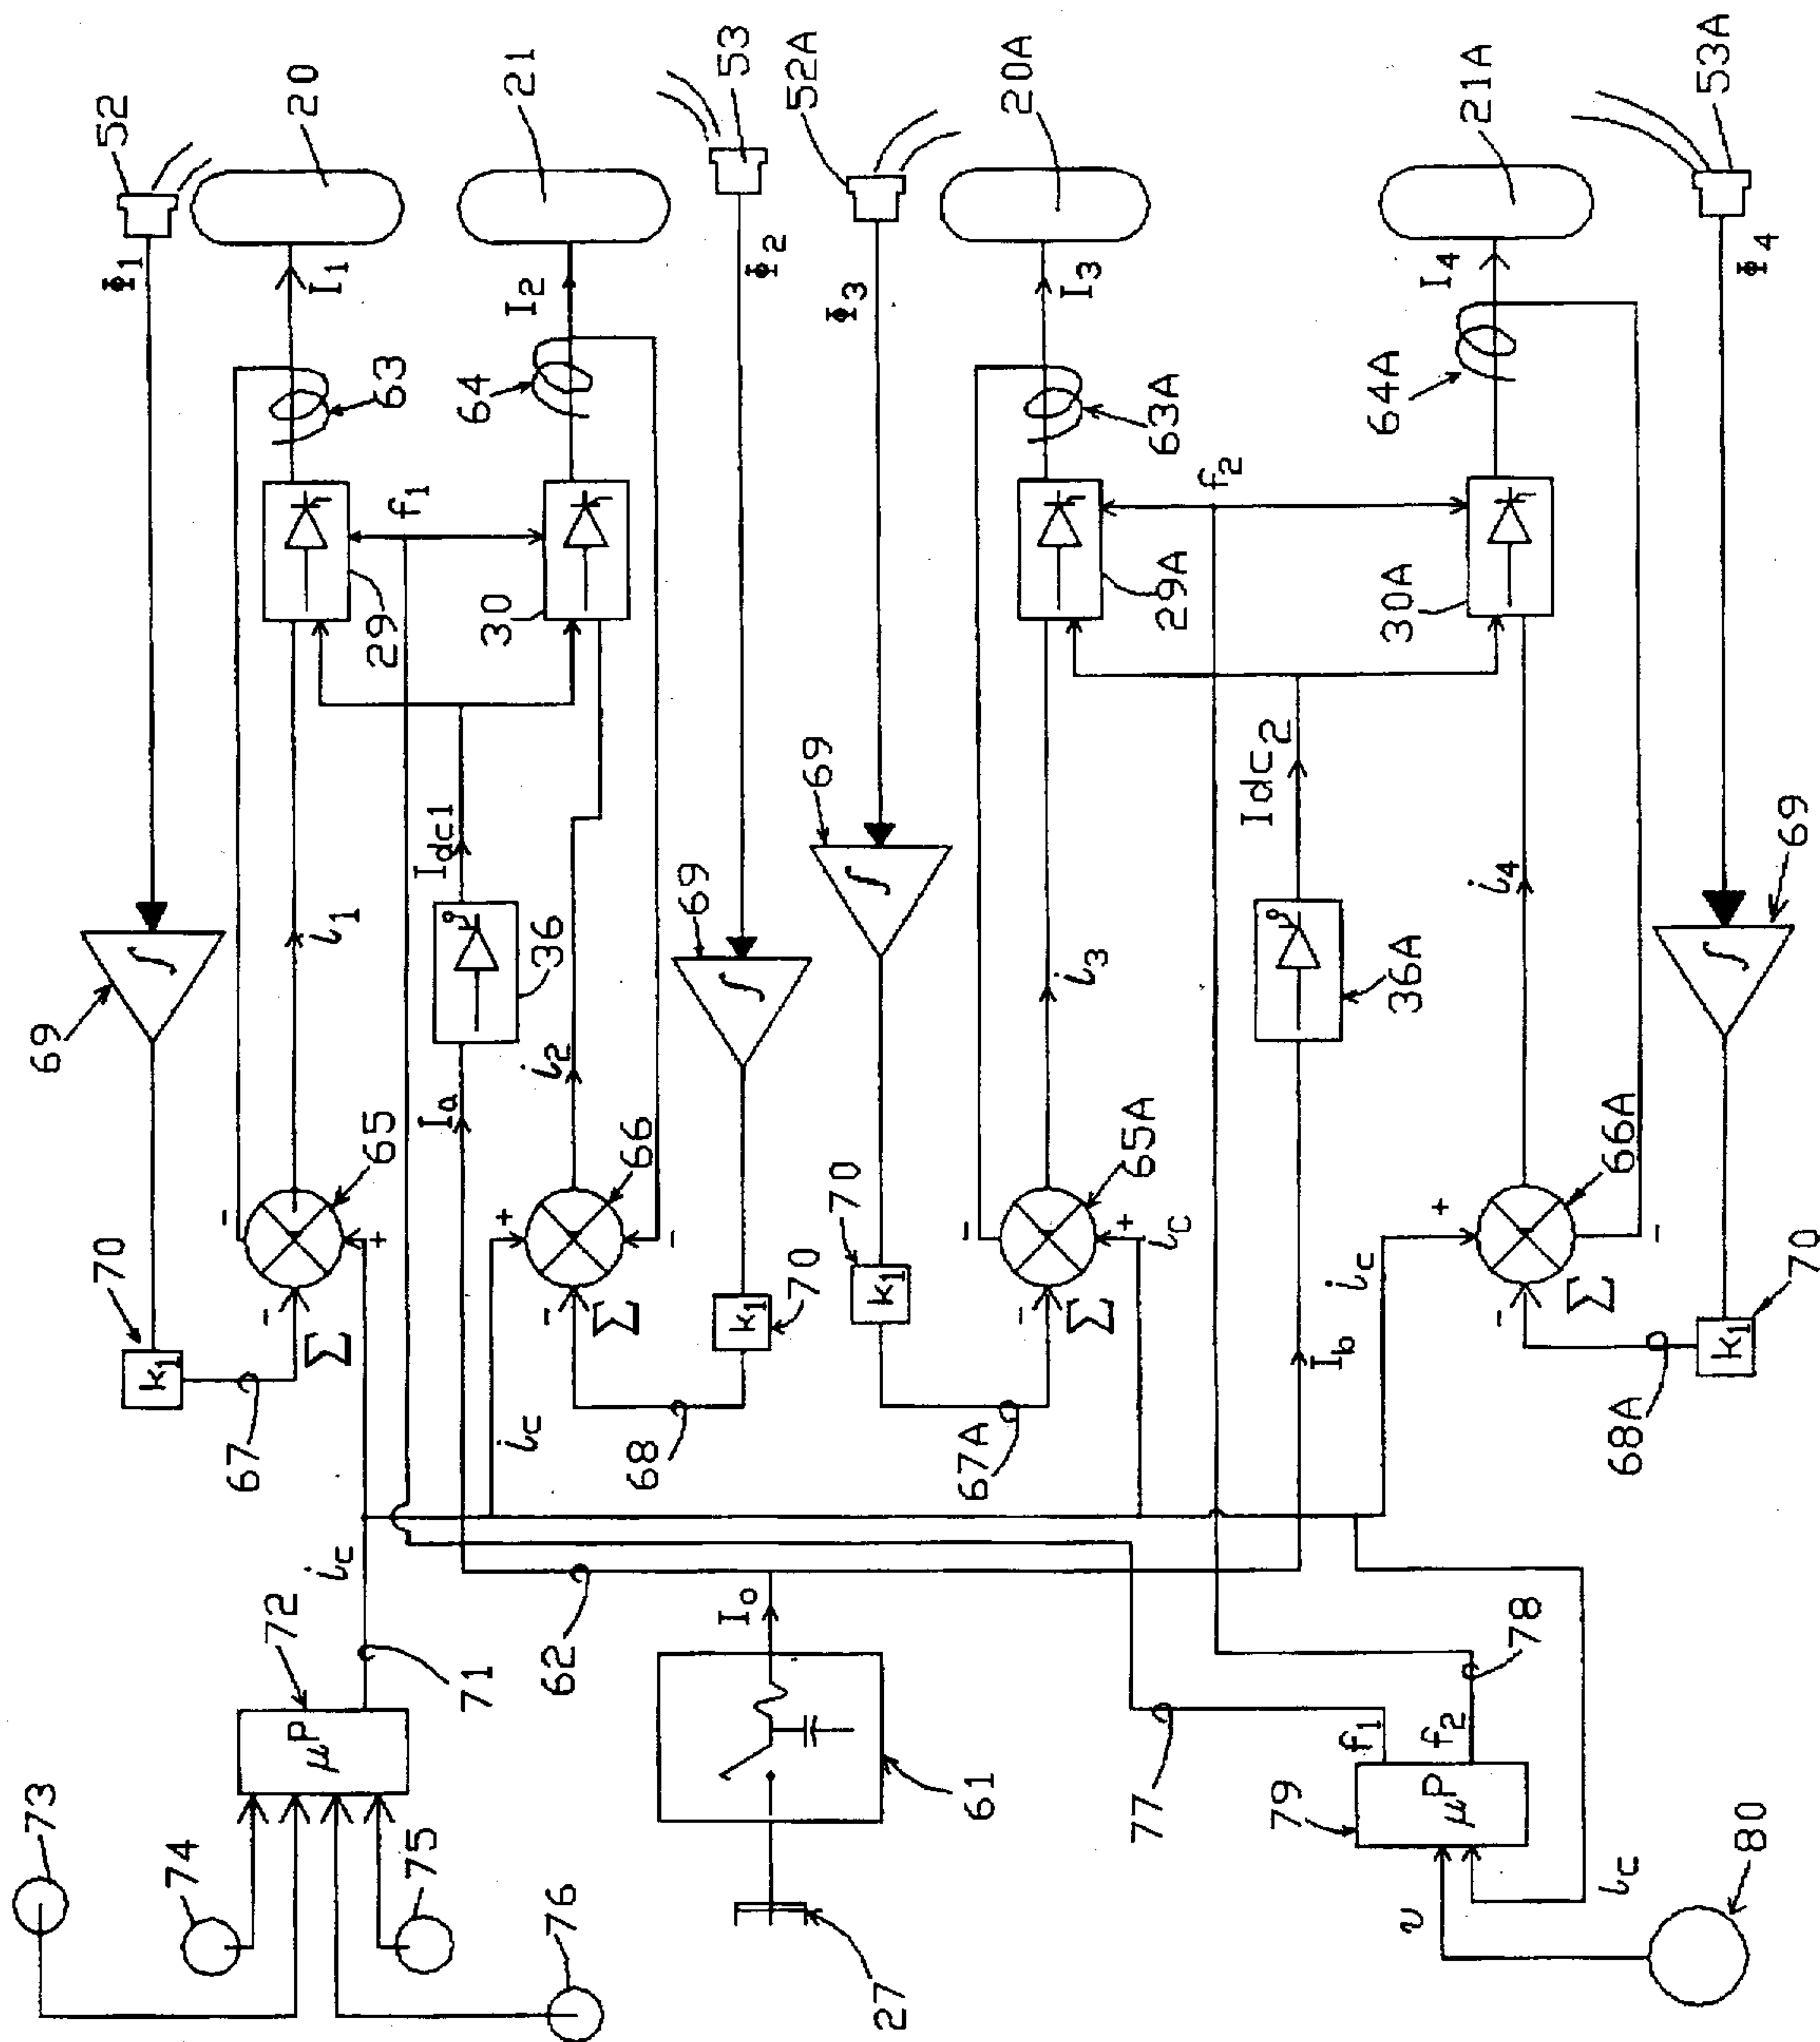 52
20
21
53
52A
20A
21A
53A
Φ1
I1
I2
Φ2
Φ3
I3
I4
Φ4
63
64
63A
64A
f1
f2
29
30
29A
30A
69
∫
i1
Idc1
36
i2
69
∫
69
∫
i3
Idc2
36A
i4
69
∫
Ia
65
66
65A
66A
70
k1
-
-
+
Σ
67
+
-
-
Σ
ic
68
70
k1
70
k1
-
-
+
ic
Σ
67A
Ib
ic
+
-
-
Σ
68A
70
k1
ic
72
μP
71
62
Io
61
27
73
74
75
76
77
78
f1
f2
79
μP
v
ic
80